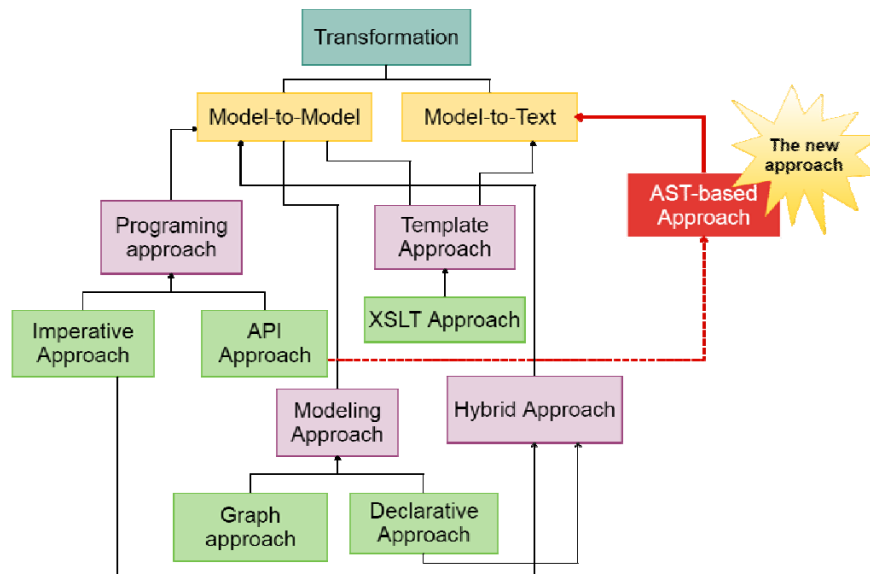 Transformation
Model-to-Model
Model-to-Text
The new
approach
AST-based
Approach
Programing
approach
Template
Approach
XSLT Approach
Imperative
Approach
API
Approach
Modeling
Approach
Hybrid Approach
Graph
approach
Declarative
Approach